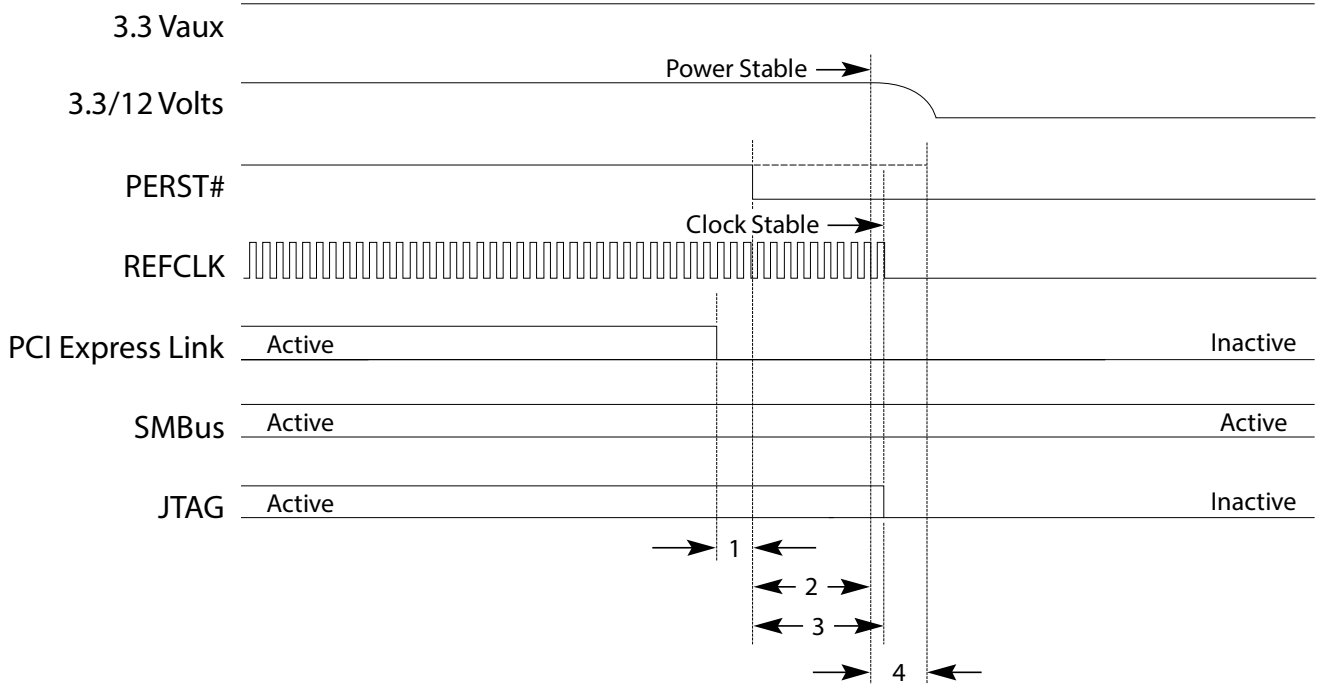 3.3 Vaux
Power Stable
3.3/12 Volts
PERST#
Clock Stable
REFCLK
PCI Express Link Active Inactive
SMBus Active Active
JTAG Active Inactive
1
2
3
4